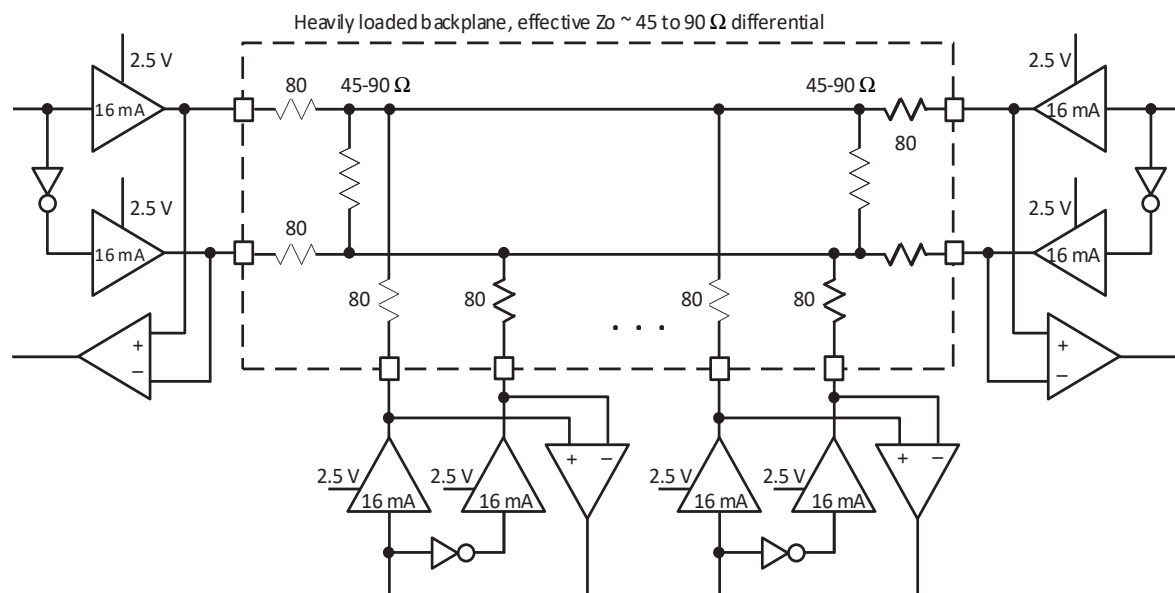 Heavily loaded backplane, effective Zo ~ 45 to 90 Ω differential
2.5 V
80
45-90 Ω
45-90 Ω
2.5 V
16 mA
16 mA
80
2.5 V
80
2.5 V
16 mA
16 mA
80
80
80
80
. . .
+
−
+
−
+
−
+
−
2.5 V
2.5 V
2.5 V
2.5 V
16 mA
16 mA
16 mA
16 mA